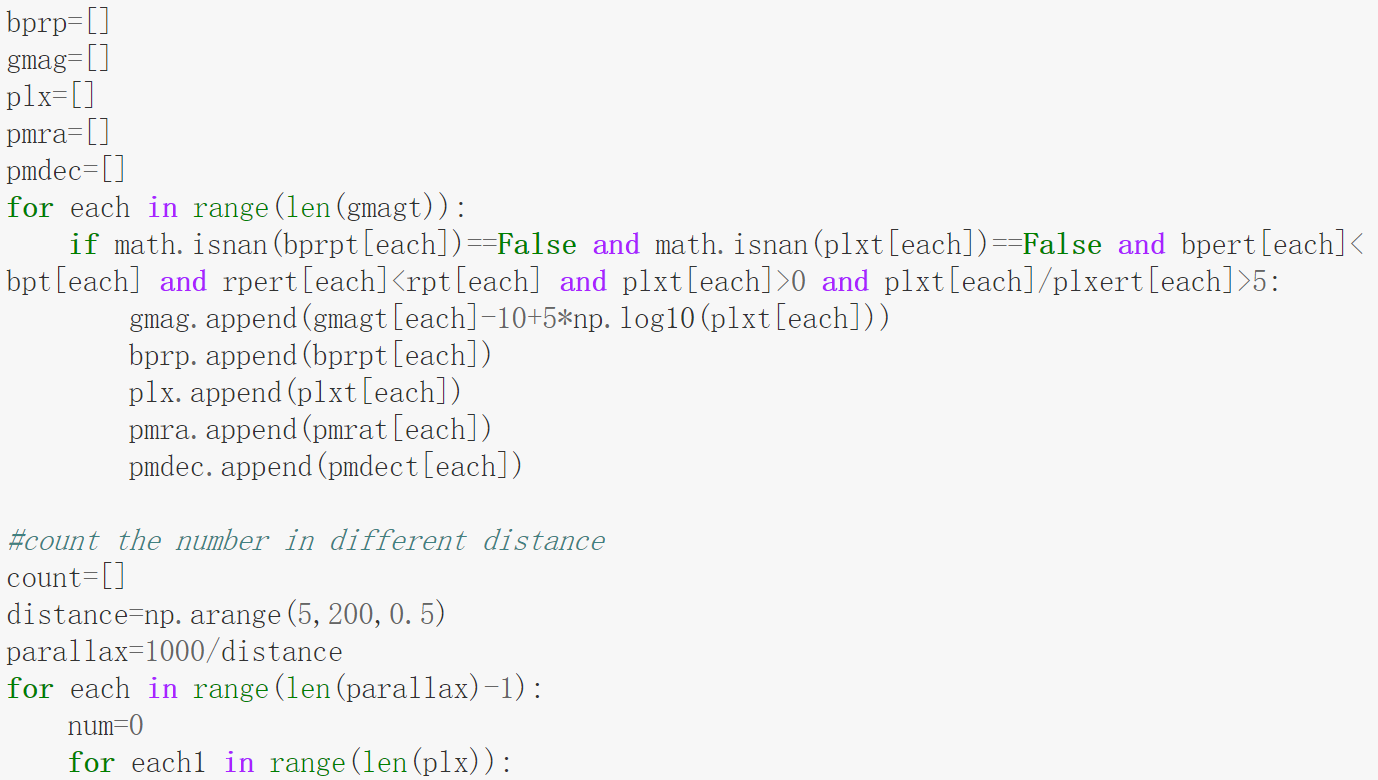 bprp=[]
gmag=[]
plx=[]
pmra=[]
pmdec=[]
for each in range(len(gmagt)):
    if math.isnan(bprpt[each])==False and math.isnan(plxt[each])==False and bpert[each]<
bpt[each] and rpert[each]<rpt[each] and plxt[each]>0 and plxt[each]/plxert[each]>5:
        gmag.append(gmagt[each]-10+5*np.log10(plxt[each]))
        bprp.append(bprpt[each])
        plx.append(plxt[each])
        pmra.append(pmrat[each])
        pmdec.append(pmdect[each])

#count the number in different distance
count=[]
distance=np.arange(5,200,0.5)
parallax=1000/distance
for each in range(len(parallax)-1):
    num=0
    for each1 in range(len(plx)):